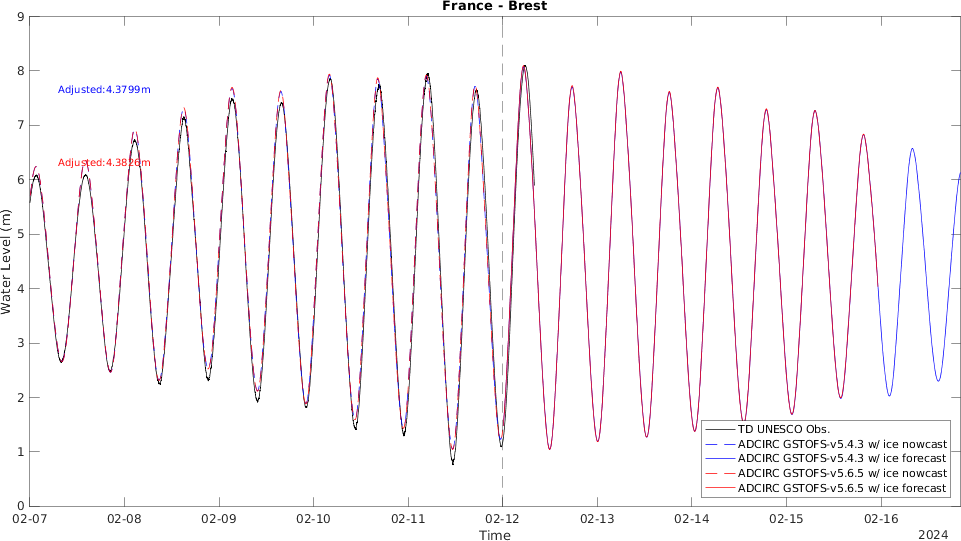 France - Brest
9
8
7
6
5
4
3
2
1
0
Water Level (m)
Adjusted:4.3799m
Adjusted:4.3826m
TD UNESCO Obs.
ADCIRC GSTOFS-v5.4.3 w/ ice nowcast
ADCIRC GSTOFS-v5.4.3 w/ ice forecast
ADCIRC GSTOFS-v5.6.5 w/ ice nowcast
ADCIRC GSTOFS-v5.6.5 w/ ice forecast
02-07 02-08 02-09 02-10 02-11 02-12 02-13 02-14 02-15 02-16
Time
2024